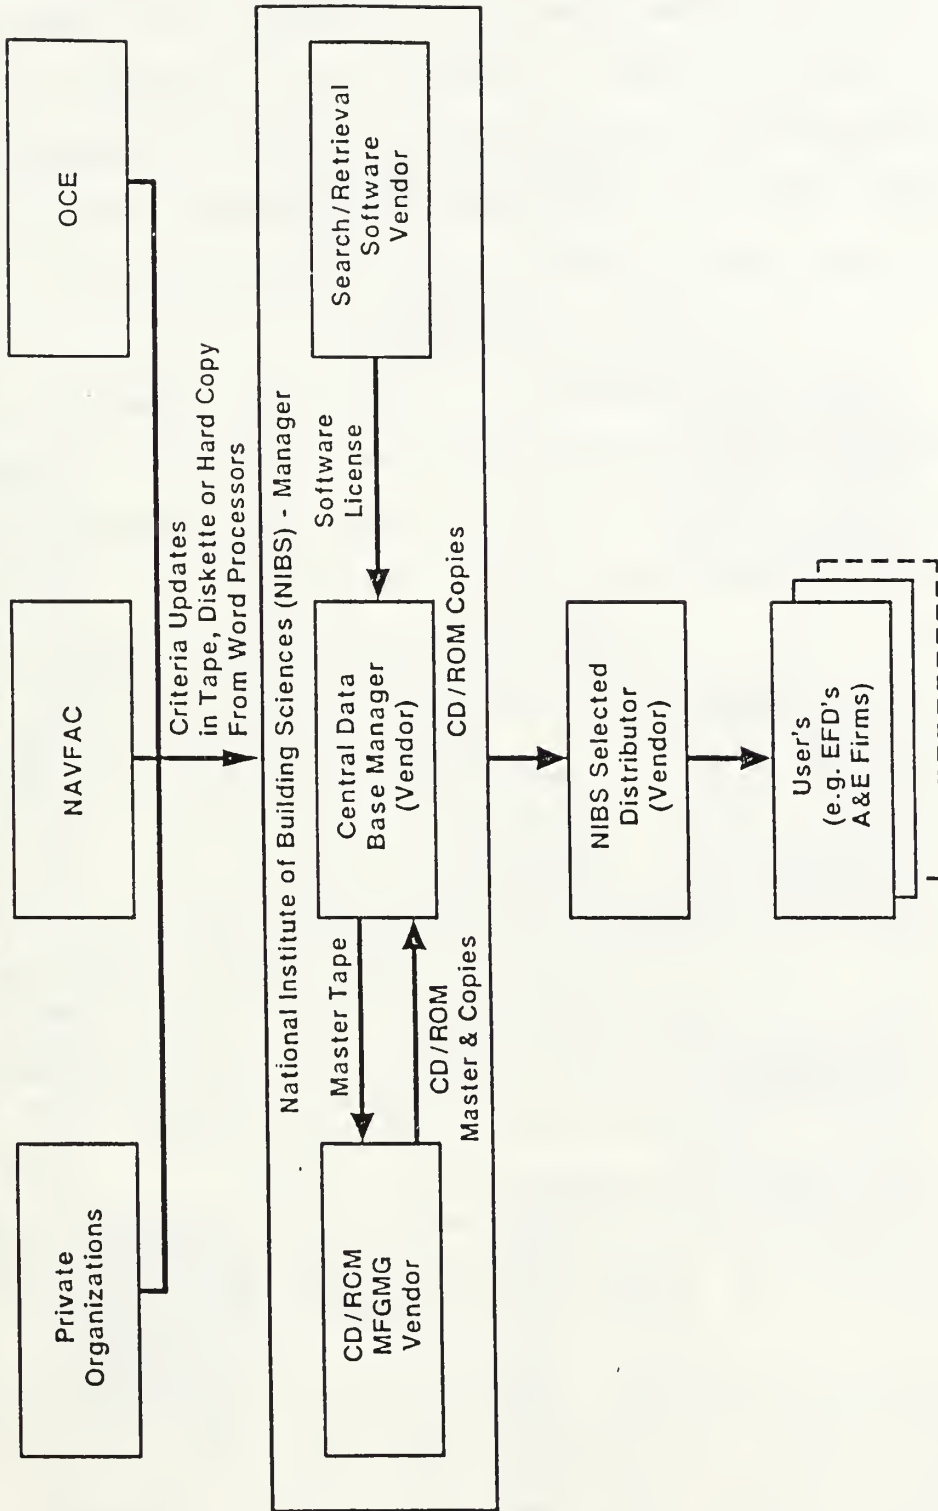 Private
Organizations
NAVFAC
OCE
Criteria Updates
in Tape, Diskette or Hard Copy
From Word Processors
National Institute of Building Sciences (NIBS) - Manager
CD/RCM
MFGMG
Vendor
Master Tape
CD/ROM
Master & Copies
Central Data
Base Manager
(Vendor)
Software
License
Search/Retrieval
Software
Vendor
CD/ROM Copies
NIBS Selected
Distributor
(Vendor)
User's
(e.g. EFD's
A&E Firms)